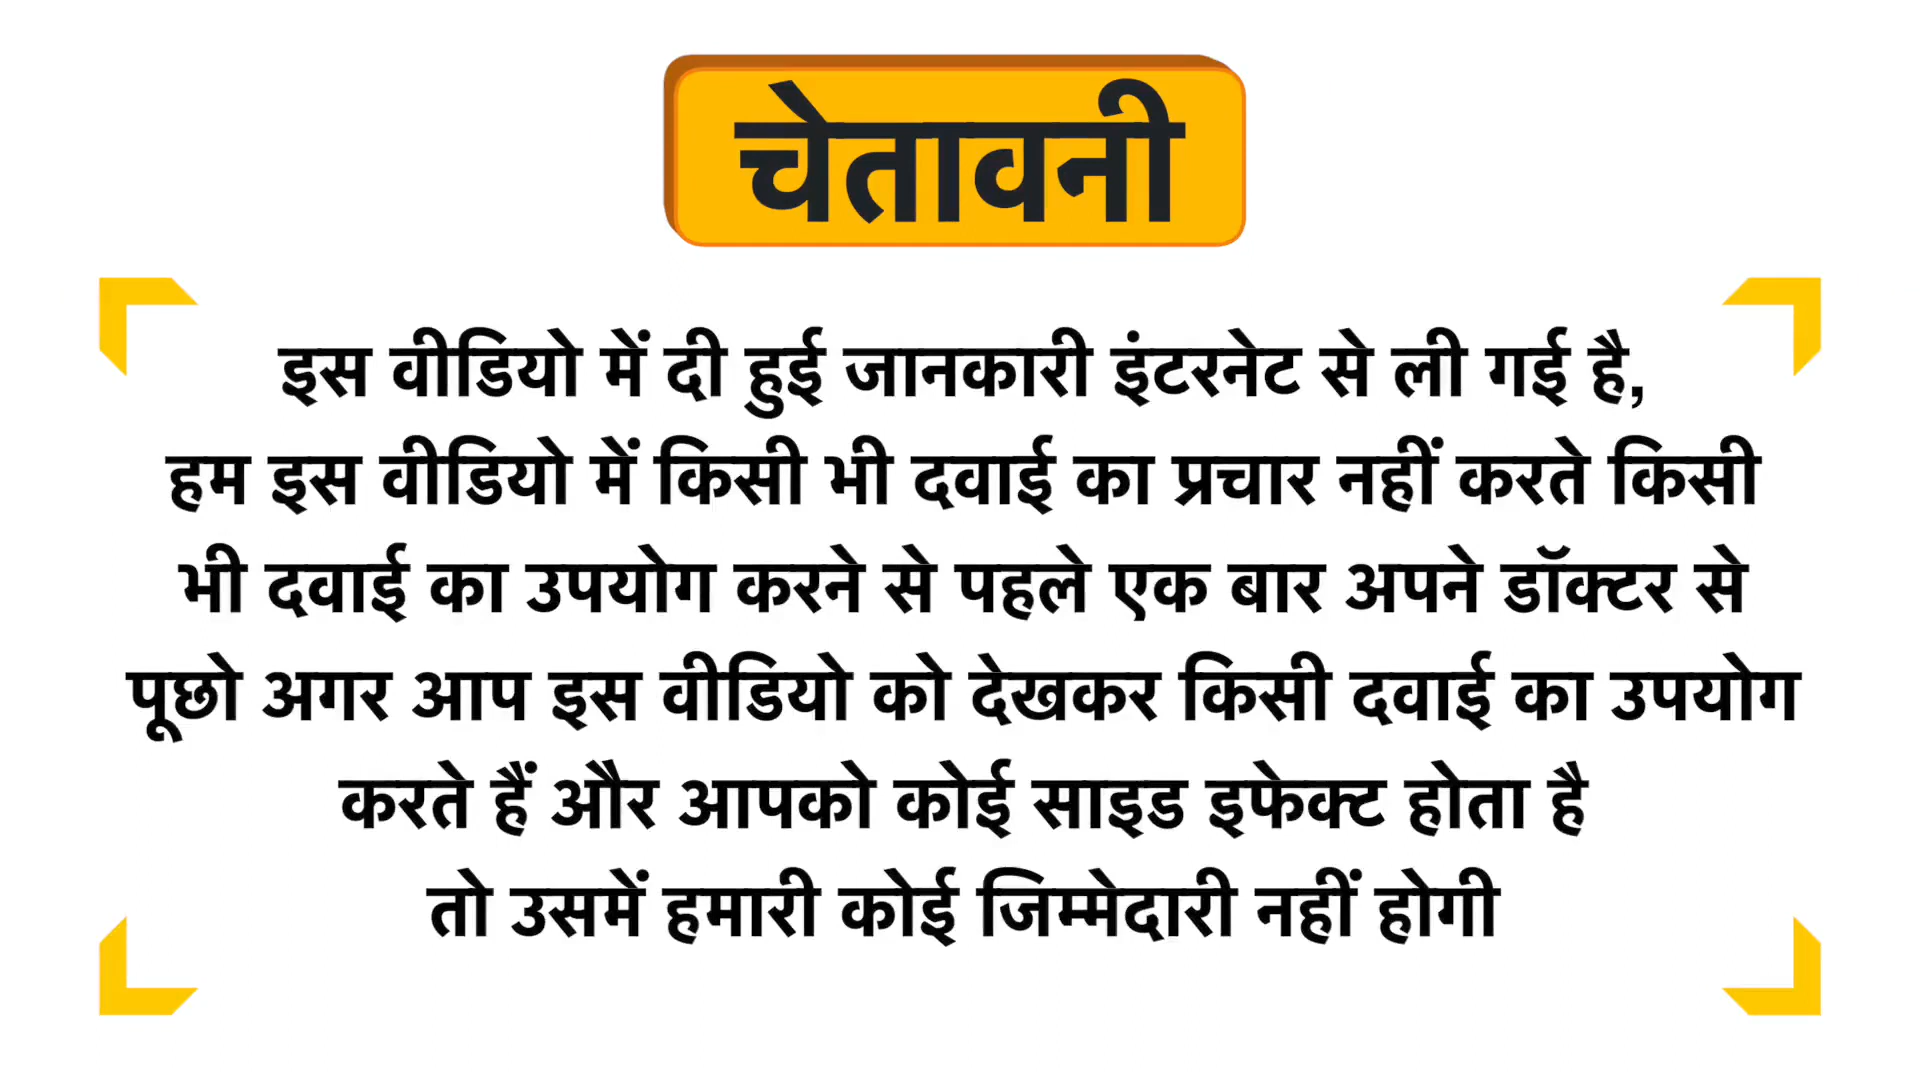 चेतावनी
इस वीडियो में दी हुई जानकारी इंटरनेट से ली गई है,
हम इस वीडियो में किसी भी दवाई का प्रचार नहीं करते किसी
भी दवाई का उपयोग करने से पहले एक बार अपने डॉक्टर से
पूछो अगर आप इस वीडियो को देखकर किसी दवाई का उपयोग
करते हैं और आपको कोई साइड इफेक्ट होता है
तो उसमें हमारी कोई जिम्मेदारी नहीं होगी